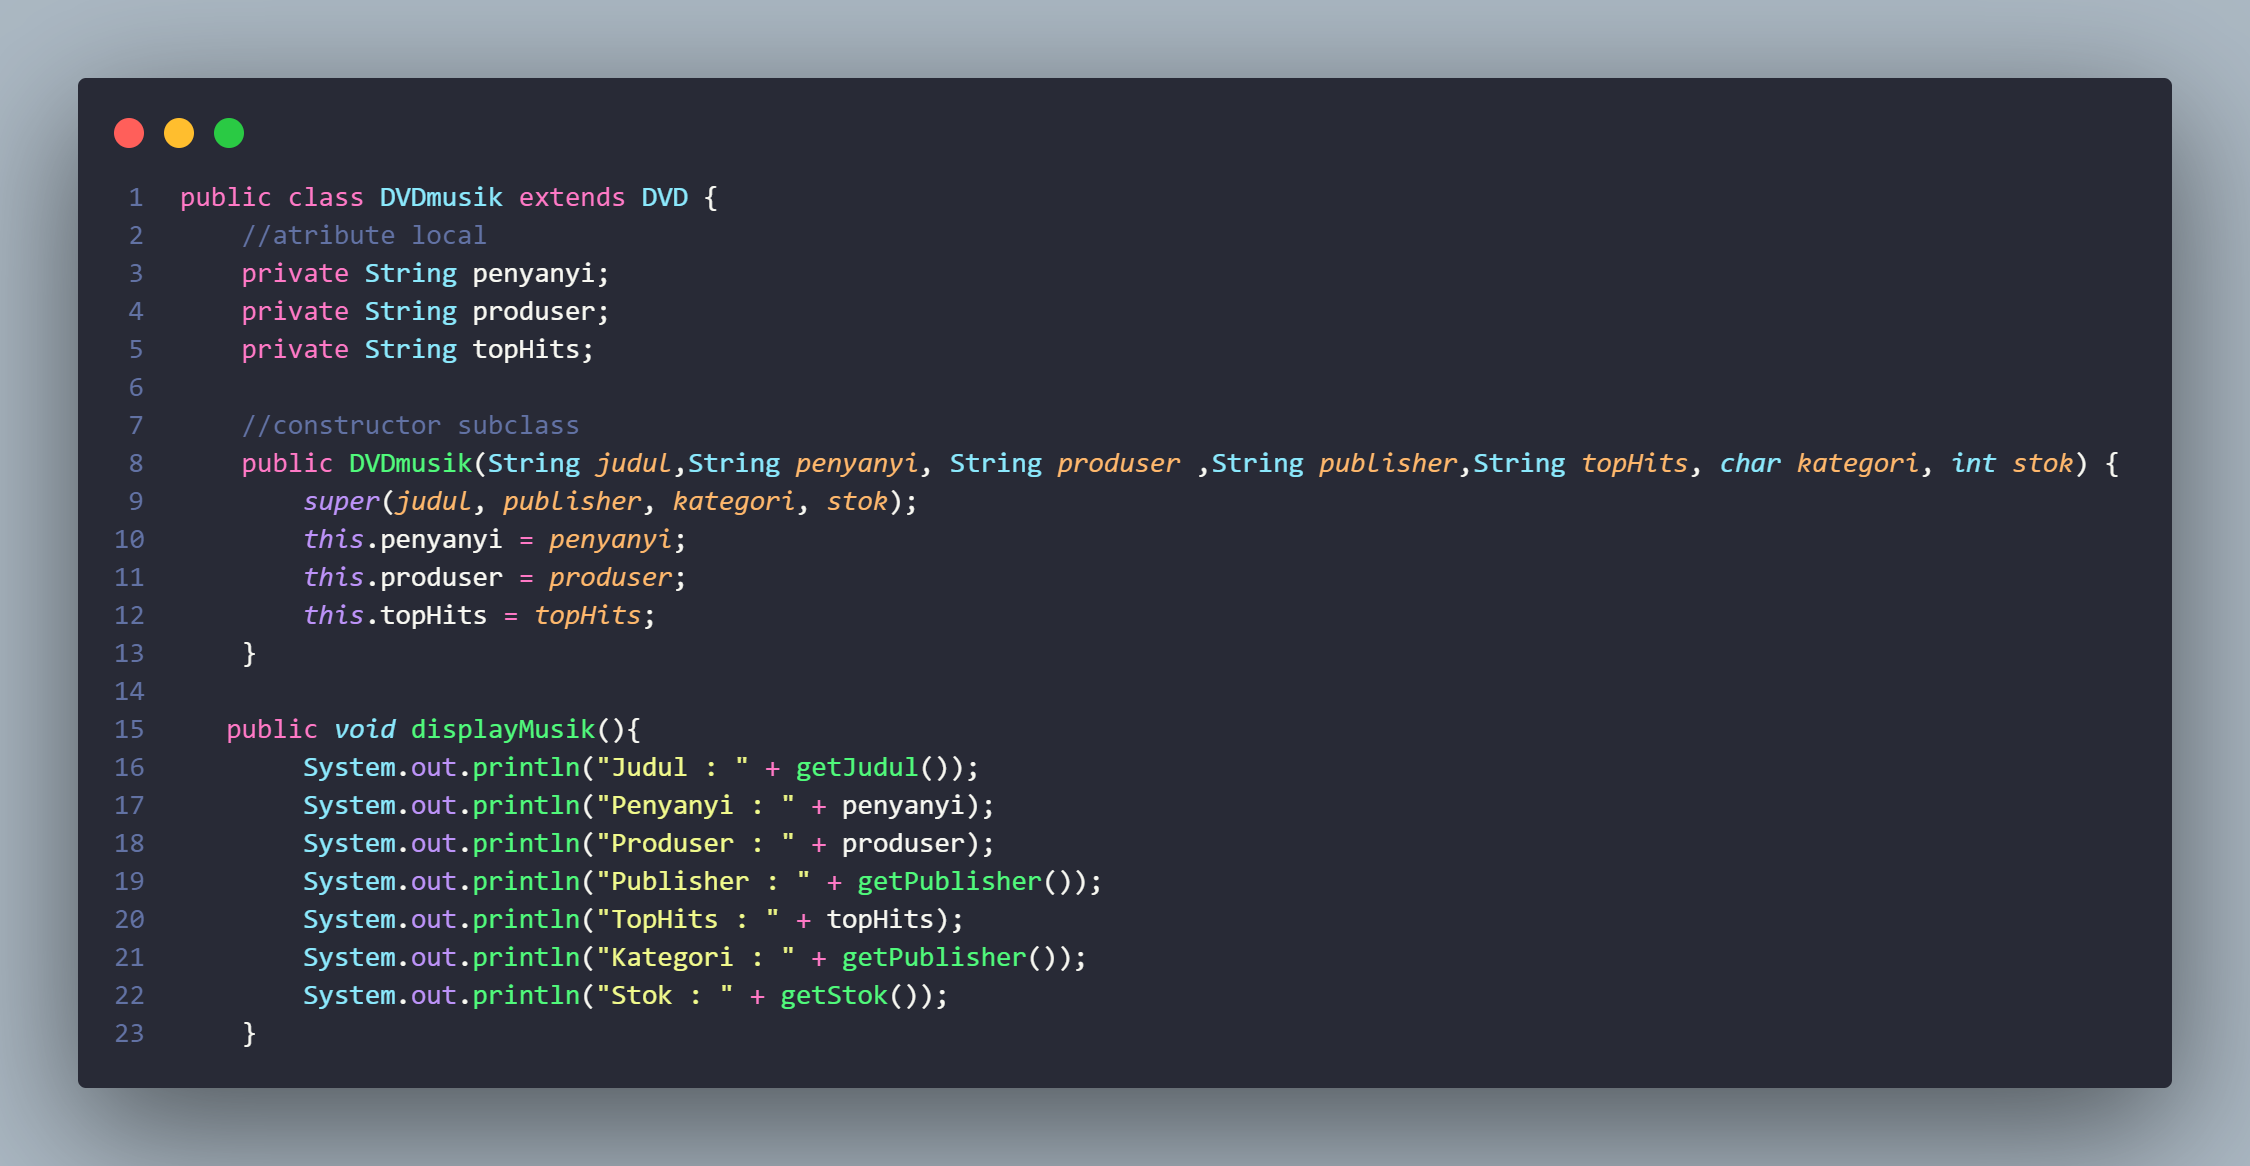 1 public class DVDmusik extends DVD {
2 //atribute local
3 private String penyanyi;
4 private String produser;
5 private String topHits;
6
7 //constructor subclass
8 public DVDmusik(String judul,String penyanyi, String produser ,String publisher,String topHits, char kategori, int stok) {
9 super(judul, publisher, kategori, stok);
10 this.penyanyi = penyanyi;
11 this.produser = produser;
12 this.topHits = topHits;
13 }
14
15 public void displayMusik(){
16 System.out.println("Judul : " + getJudul());
17 System.out.println("Penyanyi : " + penyanyi);
18 System.out.println("Produser : " + produser);
19 System.out.println("Publisher : " + getPublisher());
20 System.out.println("TopHits : " + topHits);
21 System.out.println("Kategori : " + getPublisher());
22 System.out.println("Stok : " + getStok());
23 }